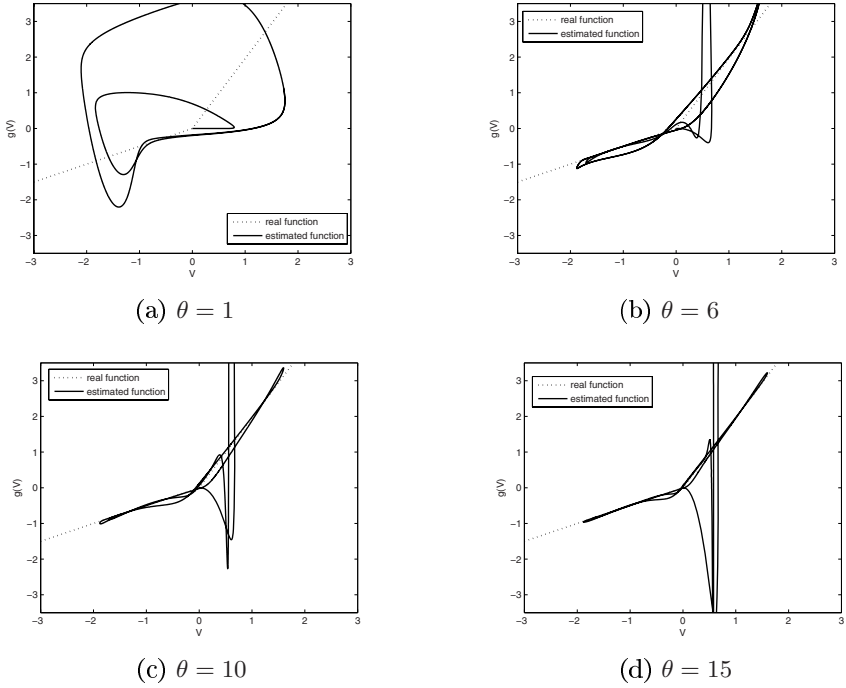 3
2
1
0
−1
−2
−3
g(V)
−3 −2 −1 0 1 2 3
V
real function
estimated function
(a) θ = 1
3
2
1
0
−1
−2
−3
g(V)
−3 −2 −1 0 1 2 3
V
real function
estimated function
(b) θ = 6
3
2
1
0
−1
−2
−3
g(V)
−3 −2 −1 0 1 2 3
V
real function
estimated function
(c) θ = 10
3
2
1
0
−1
−2
−3
g(V)
−3 −2 −1 0 1 2 3
V
real function
estimated function
(d) θ = 15